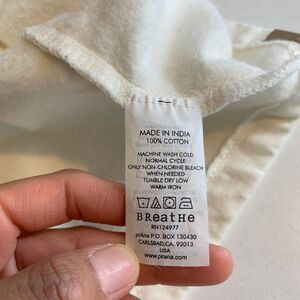 MADE IN INDIA
100% COTTON
MACHINE WASH COLD
NORMAL CYCLE
ONLY NON-CHLORINE BLEACH
WHEN NEEDED
TUMBLE DRY LOW
WARM IRON
BReatHe
RN124977
prAna P.O. BOX 130430
CARLSBAD, CA, 92013
USA
www.prana.com